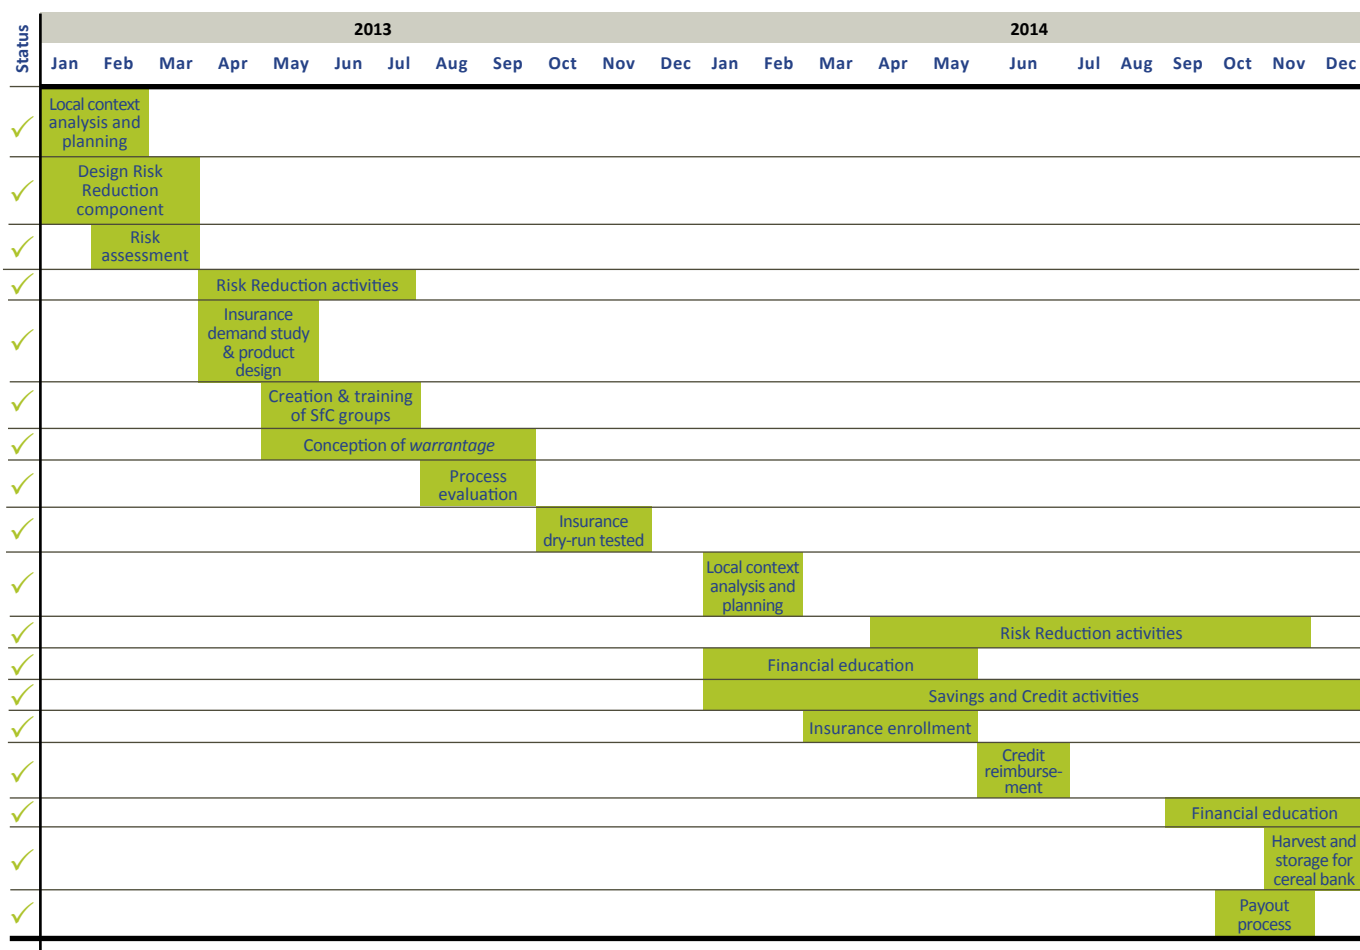 Status
2013
2014
Jan Feb Mar Apr May Jun Jul Aug Sep Oct Nov Dec Jan Feb Mar Apr May Jun Jul Aug Sep Oct Nov Dec
Local context
analysis and
planning
Design Risk
Reduction
component
Risk
assessment
Risk Reduction activities
Insurance
demand study
& product
design
Creation & training
of SfC groups
Conception of warrantage
Process
evaluation
Insurance
dry-run tested
Local context
analysis and
planning
Risk Reduction activities
Financial education
Savings and Credit activities
Insurance enrollment
Credit
reimburse-
ment
Financial education
Harvest and
storage for
cereal bank
Payout
process